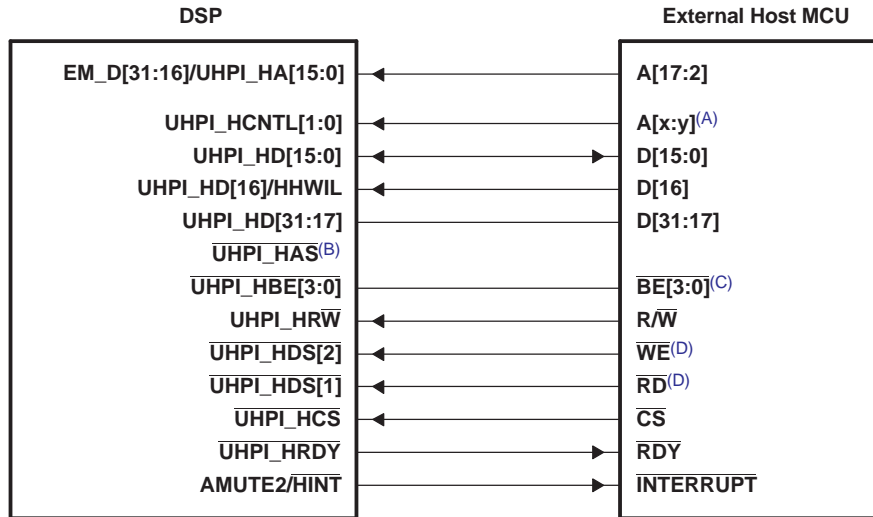 DSP External Host MCU
EM_D[31:16]/UHPI_HA[15:0] A[17:2]
UHPI_HCNTL[1:0] A[x:y](A)
UHPI_HD[15:0] D[15:0]
UHPI_HD[16]/HHWIL D[16]
UHPI_HD[31:17] D[31:17]
UHPI_HAS(B)
UHPI_HBE[3:0] BE[3:0](C)
UHPI_HRW R/W
UHPI_HDS[2] WE(D)
UHPI_HDS[1] RD(D)
UHPI_HCS CS
UHPI_HRDY RDY
AMUTE2/HINT INTERRUPT